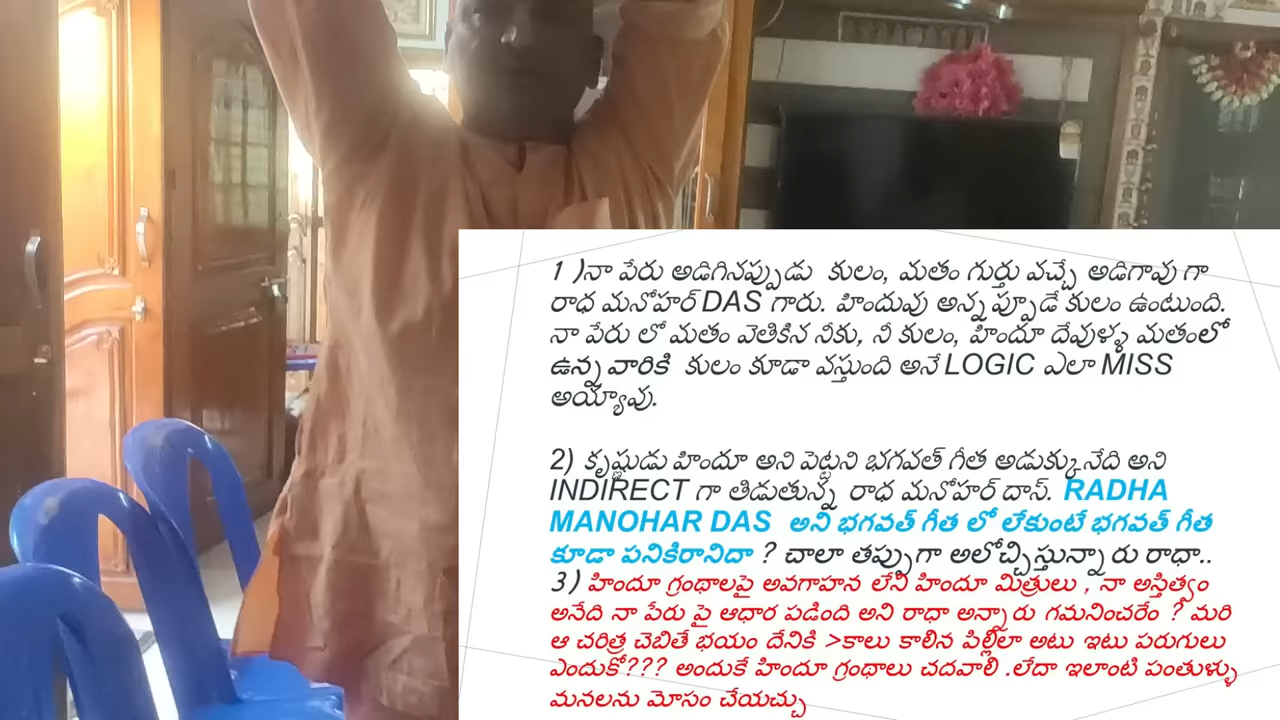 1 )నా పేరు అడిగినప్పుడు కులం, మతం గుర్తు వచ్చే అడిగావు గా
రాధ మనోహర్ DAS గారు. హిందువు అన్నప్పూడే కులం ఉంటుంది.
నా పేరు లో మతం వెతికిన నీకు, నీ కులం, హిందూ దేవుళ్ళ మతంలో
ఉన్న వారికి కులం కూడా వస్తుంది అనే LOGIC ఎలా MISS
అయ్యావు.
2) కృష్ణుడు హిందూ అని పెట్టని భగవత్ గీత అడుక్కునేది అని
INDIRECT గా తిడుతున్న రాధ మనోహర్ దాస్. RADHA
MANOHAR DAS అని భగవత్ గీత లో లేకుంటే భగవత్ గీత
కూడా పనికిరానిదా ? చాలా తప్పుగా అలోచ్చిస్తున్నారు రాధా..
3) హిందూ గ్రంథాలపై అవగాహన లేని హిందూ మిత్రులు , నా అస్తిత్వం
అనేది నా పేరు పై ఆధార పడింది అని రాధా అన్నారు గమనించరేం ? మరి
ఆ చరిత్ర చెబితే భయం దేనికి >కాలు కాలిన పిల్లిలా అటు ఇటు పరుగులు
ఎందుకో??? అందుకే హిందూ గ్రంథాలు చదవాలి .లేదా ఇలాంటి పంతుళ్ళు
మనలను మోసం చేయచ్చు